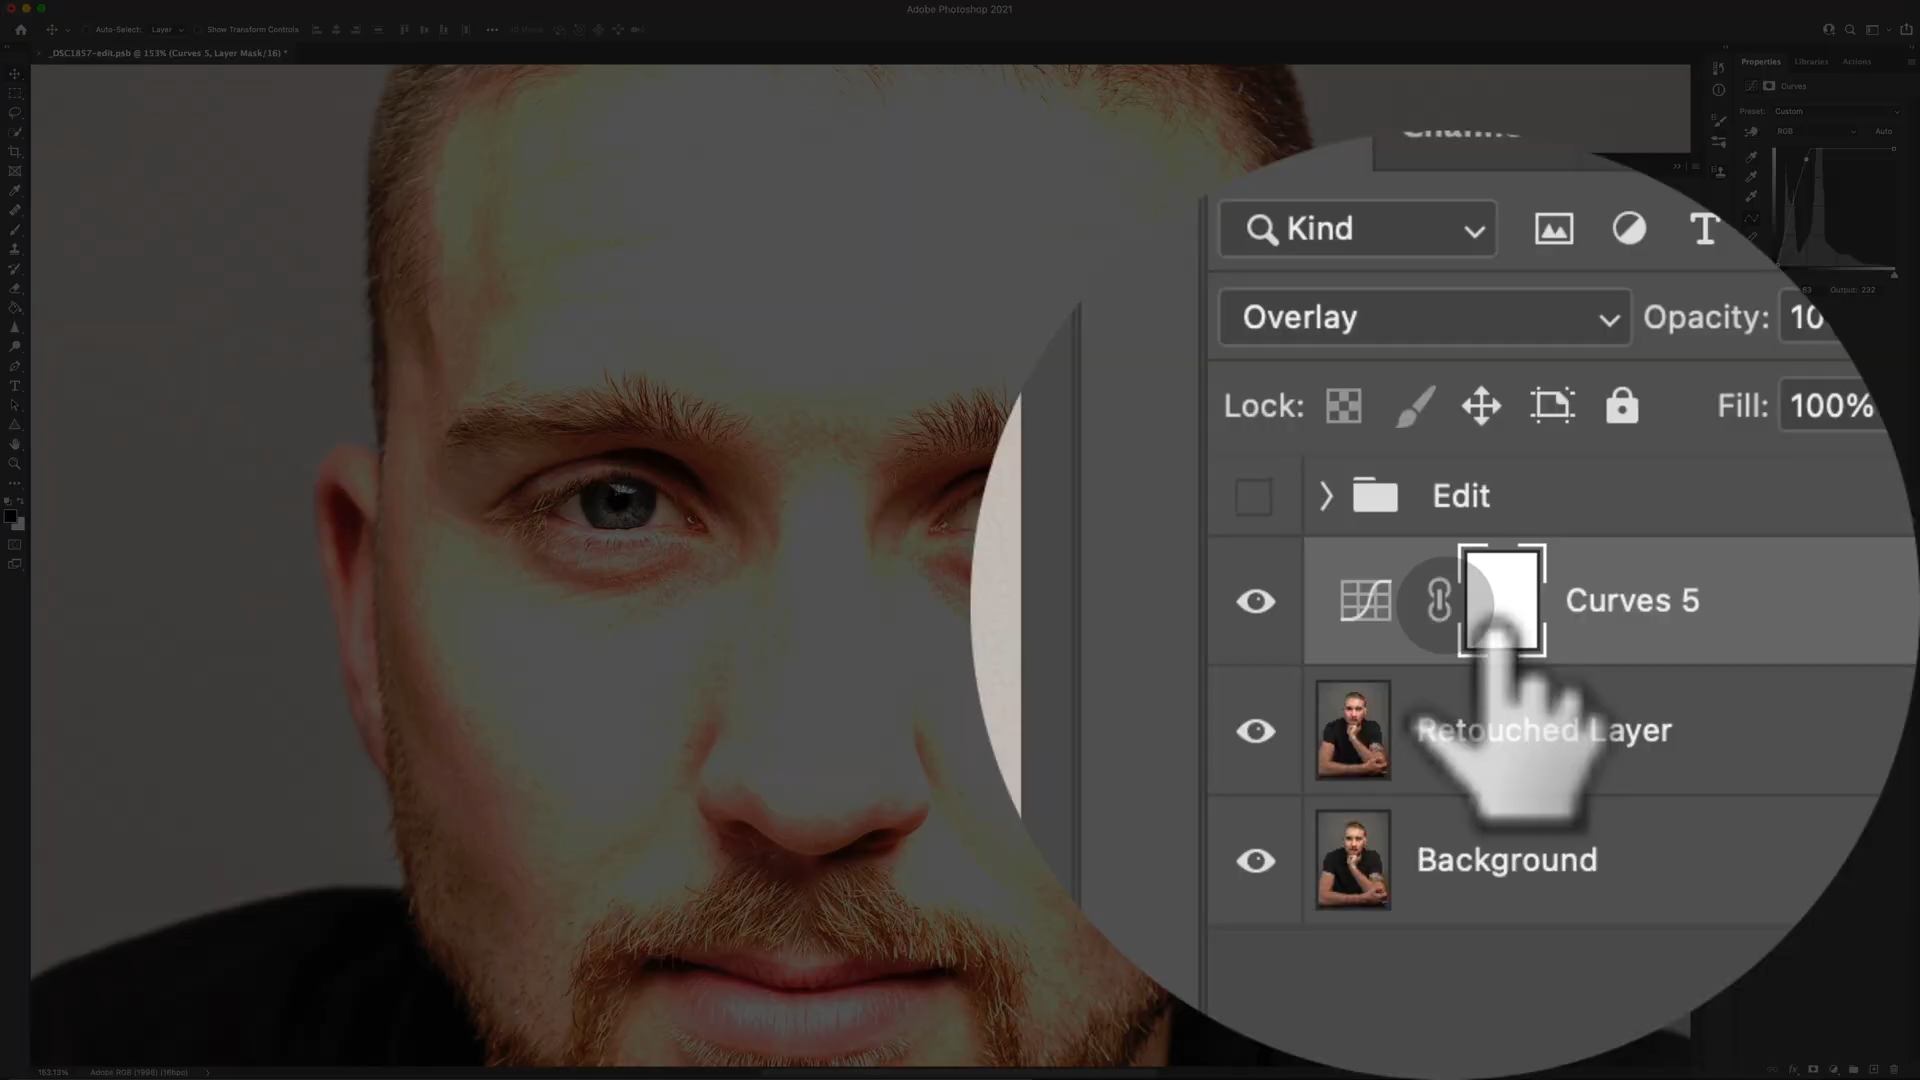 Adobe Photoshop 2021
Auto-Select: Layer Show Transform Controls
_DSC1857-edit.psb @ 153% (Curves 5, Layer Mask/16) *
Properties Libraries Actions
Curves
Preset: Custom
RGB Auto
Kind
T
Output: 232
Overlay Opacity: 10
Lock: Fill: 100%
Edit
Curves 5
Retouched Layer
Background
153.13% Adobe RGB (1998) (16bpc)